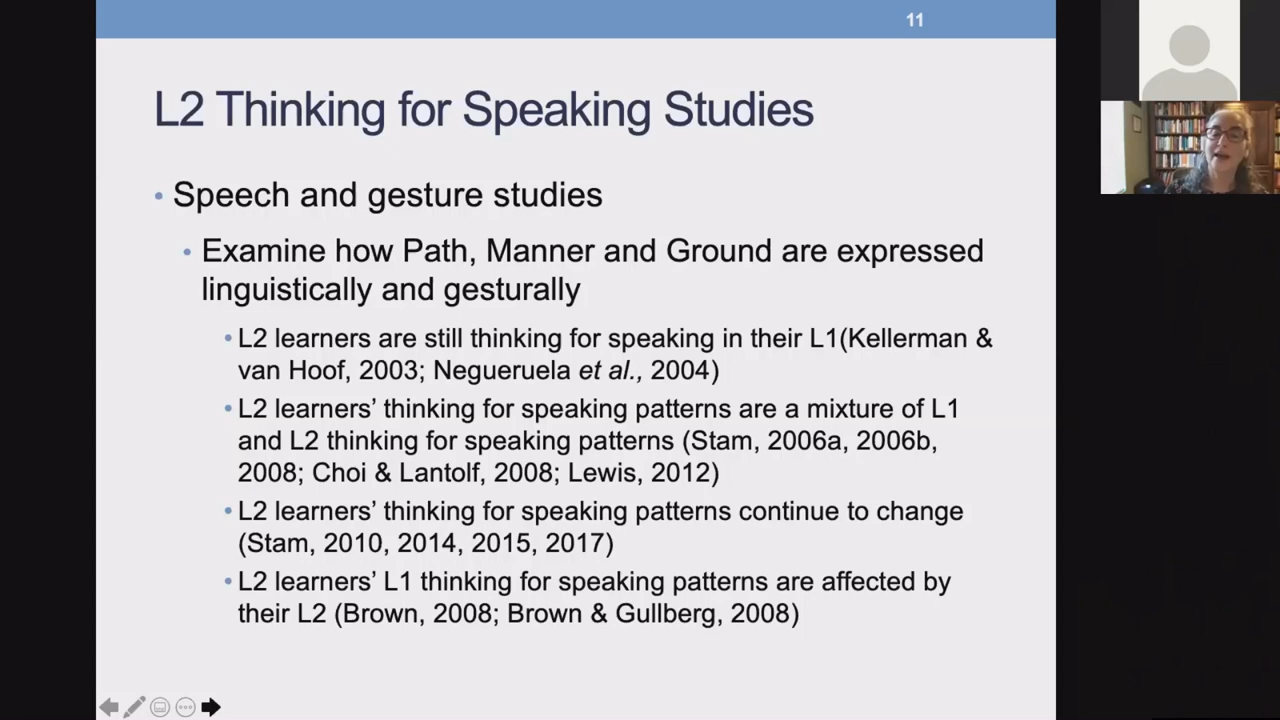 11
L2 Thinking for Speaking Studies
• Speech and gesture studies
• Examine how Path, Manner and Ground are expressed
linguistically and gesturally
• L2 learners are still thinking for speaking in their L1(Kellerman &
van Hoof, 2003; Negueruela et al., 2004)
• L2 learners’ thinking for speaking patterns are a mixture of L1
and L2 thinking for speaking patterns (Stam, 2006a, 2006b,
2008; Choi & Lantolf, 2008; Lewis, 2012)
• L2 learners’ thinking for speaking patterns continue to change
(Stam, 2010, 2014, 2015, 2017)
• L2 learners’ L1 thinking for speaking patterns are affected by
their L2 (Brown, 2008; Brown & Gullberg, 2008)